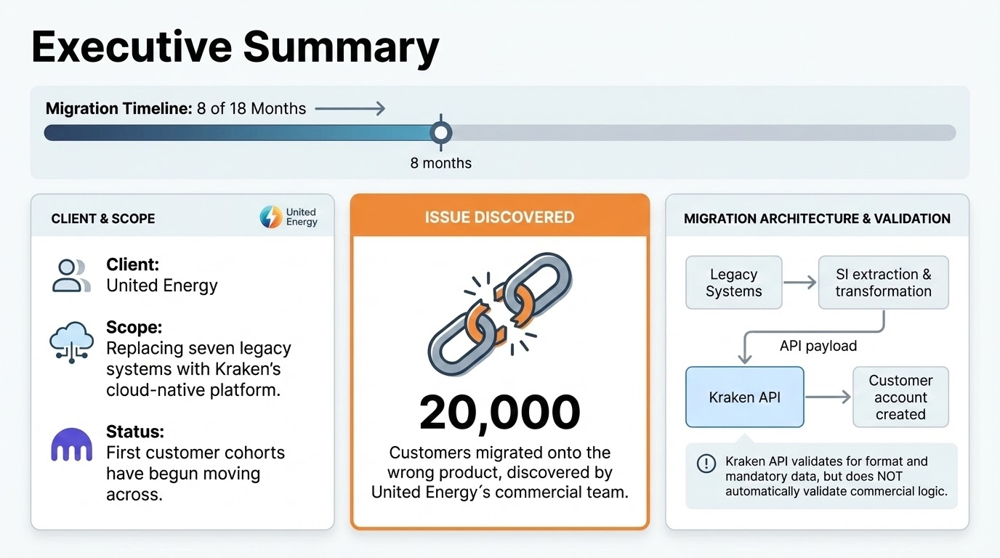 Executive Summary
Migration Timeline: 8 of 18 Months
8 months
CLIENT & SCOPE
United
Energy
Client:
United Energy
Scope:
Replacing seven legacy
systems with Kraken’s
cloud-native platform.
Status:
First customer cohorts
have begun moving
across.
ISSUE DISCOVERED
20,000
Customers migrated onto the
wrong product, discovered by
United Energy´s commercial team.
MIGRATION ARCHITECTURE & VALIDATION
Legacy
Systems
SI extraction &
transformation
API payload
Kraken API
Customer
account
created
Kraken API validates for format and
mandatory data, but does NOT
automatically validate commercial logic.